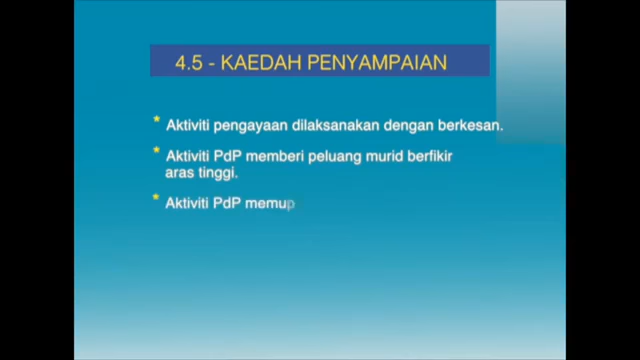 4.5 - KAEDAH PENYAMPAIAN
* Aktiviti pengayaan dilaksanakan dengan berkesan.
* Aktiviti PdP memberi peluang murid berfikir
aras tinggi.
* Aktiviti PdP memup